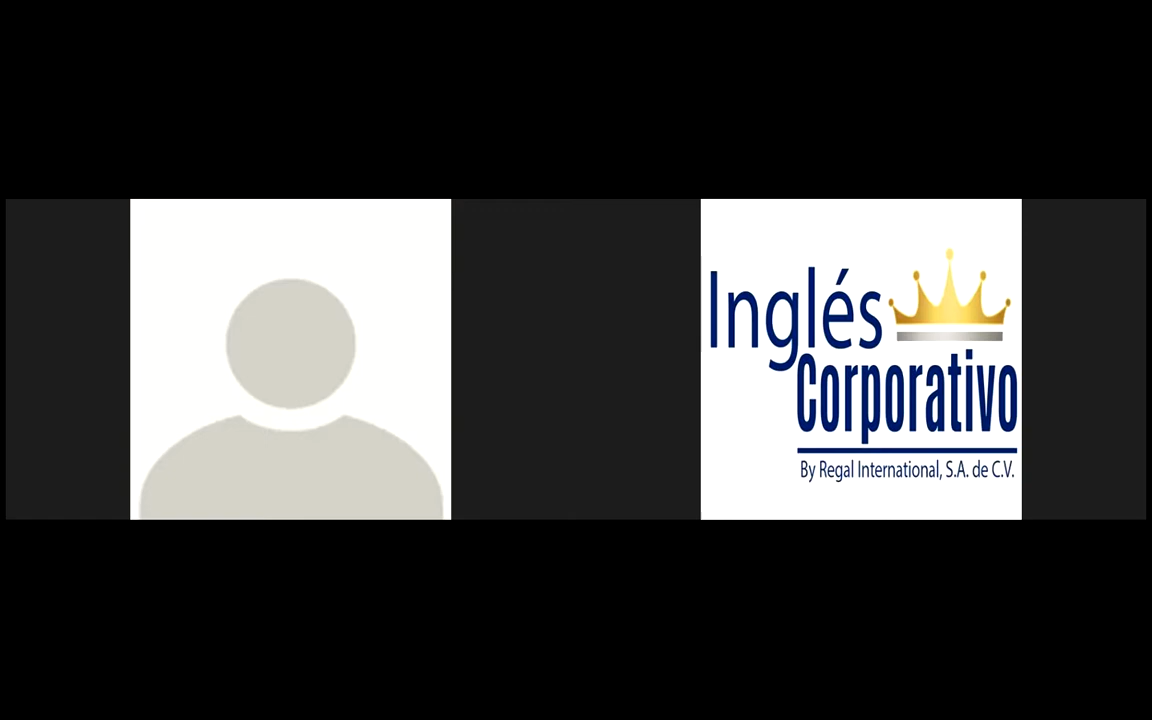 Inglés
Corporativo
By Regal International, S.A. de C.V.